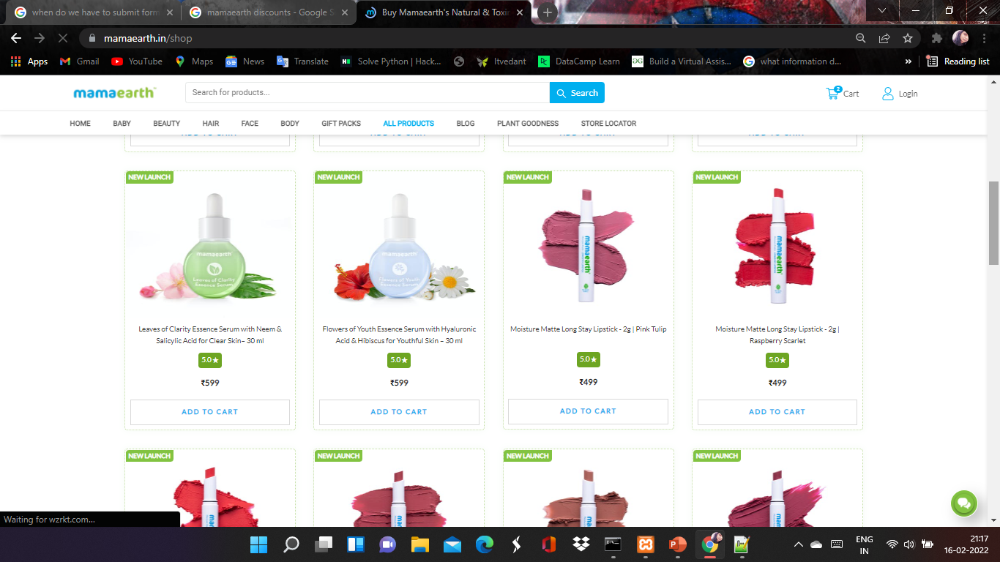 when do we have to submit form
mamaearth discounts - Google S
Buy Mamaearth's Natural & Toxi
mamaearth.in/shop
Apps
Gmail
YouTube
Maps
News
Translate
Solve Python | Hack...
Itvedant
DataCamp Learn
Build a Virtual Assis...
what information d...
»
Reading list
mamaearth
Search for products...
Search
2
Cart
Login
HOME
BABY
BEAUTY
HAIR
FACE
BODY
GIFT PACKS
ALL PRODUCTS
BLOG
PLANT GOODNESS
STORE LOCATOR
ADD TO CART
ADD TO CART
ADD TO CART
ADD TO CART
NEW LAUNCH
mamaearth
Leaves of Clarity
Essence Serum
Leaves of Clarity Essence Serum with Neem &
Salicylic Acid for Clear Skin– 30 ml
5.0★
₹599
ADD TO CART
NEW LAUNCH
mamaearth
Flowers of Youth
Essence Serum
Flowers of Youth Essence Serum with Hyaluronic
Acid & Hibiscus for Youthful Skin – 30 ml
5.0★
₹599
ADD TO CART
NEW LAUNCH
mamaearth
Moisture Matte Long Stay Lipstick - 2g | Pink Tulip
5.0★
₹499
ADD TO CART
NEW LAUNCH
mamaearth
Moisture Matte Long Stay Lipstick - 2g |
Raspberry Scarlet
5.0★
₹499
ADD TO CART
NEW LAUNCH
NEW LAUNCH
NEW LAUNCH
NEW LAUNCH
Waiting for wzrkt.com...
ENG
IN
21:17
16-02-2022